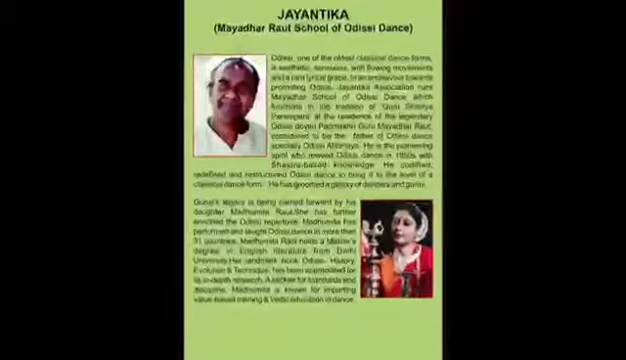 JAYANTIKA
(Mayadhar Raut School of Odissi Dance)
Odissi, one of the oldest classical dance forms,
is aesthetic, sensuous, with flowing movements
and a rare lyrical grace. In an endeavour towards
promoting Odissi, Jayantika Association runs
Mayadhar School of Odissi Dance which
functions in the tradition of 'Guru Shishya
Parampara' at the residence of the legendary
Odissi doyen Padmashri Guru Mayadhar Raut,
considered to be the father of Odissi dance
specially Odissi Abhinaya. He is the pioneering
spirit who revived Odissi dance in 1950s with
Shastra-based knowledge. He codified,
redefined and restructured Odissi dance to bring it to the level of a
classical dance form. He has groomed a galaxy of dancers and gurus.
Guruji's legacy is being carried forward by his
daughter Madhumita Raut.She has further
enriched the Odissi repertoire. Madhumita has
performed and taught Odissi dance in more than
31 countries. Madhumita Raut holds a Master's
degree in English literature from Delhi
University.Her landmark book Odissi- History,
Evolution & Technique, has been appreciated for
its in-depth research. A stickler for standards and
discipline, Madhumita is known for imparting
value-based training & Vedic education in dance.